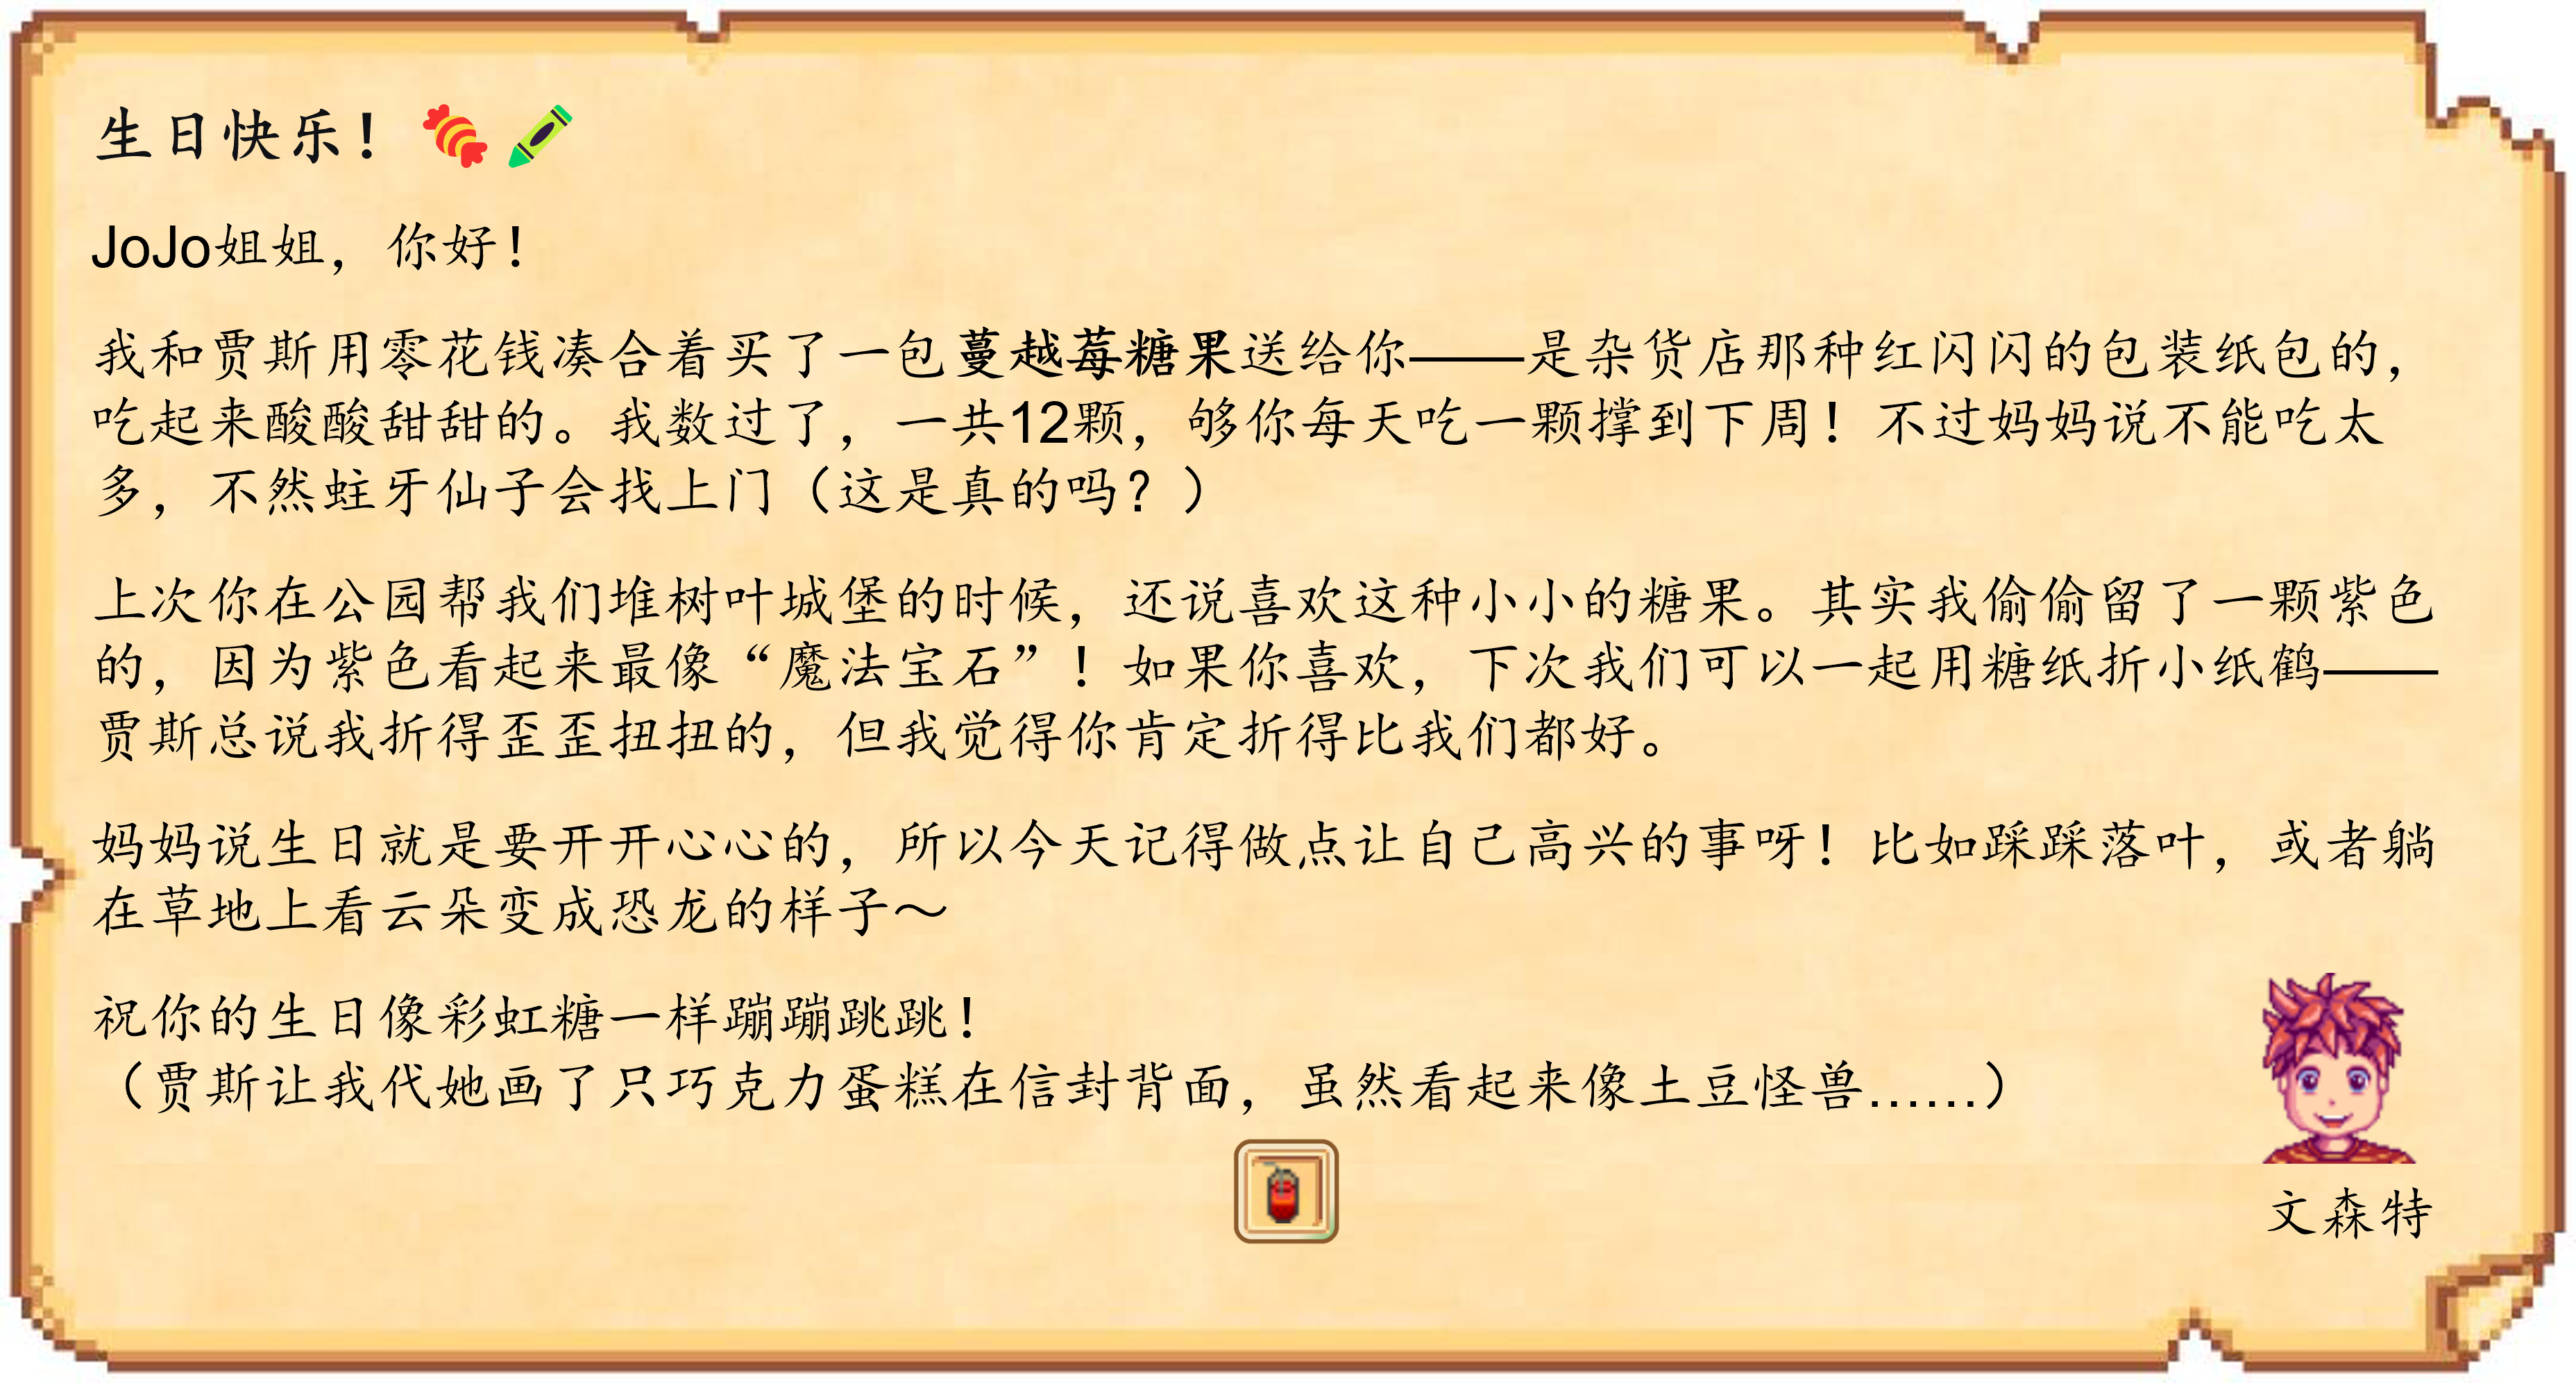 生日快乐！
JoJo姐姐，你好！
我和贾斯用零花钱凑合着买了一包蔓越莓糖果送给你——是杂货店那种红闪闪的包装纸包的，
吃起来酸酸甜甜的。我数过了，一共12颗，够你每天吃一颗撑到下周！不过妈妈说不能吃太
多，不然蛀牙仙子会找上门（这是真的吗？）
上次你在公园帮我们堆树叶城堡的时候，还说喜欢这种小小的糖果。其实我偷偷留了一颗紫色
的，因为紫色看起来最像“魔法宝石”！如果你喜欢，下次我们可以一起用糖纸折小纸鹤——
贾斯总说我折得歪歪扭扭的，但我觉得你肯定折得比我们都好。
妈妈说生日就是要开开心心的，所以今天记得做点让自己高兴的事呀！比如踩踩落叶，或者躺
在草地上看云朵变成恐龙的样子～
祝你的生日像彩虹糖一样蹦蹦跳跳！
（贾斯让我代她画了只巧克力蛋糕在信封背面，虽然看起来像土豆怪兽……）
文森特